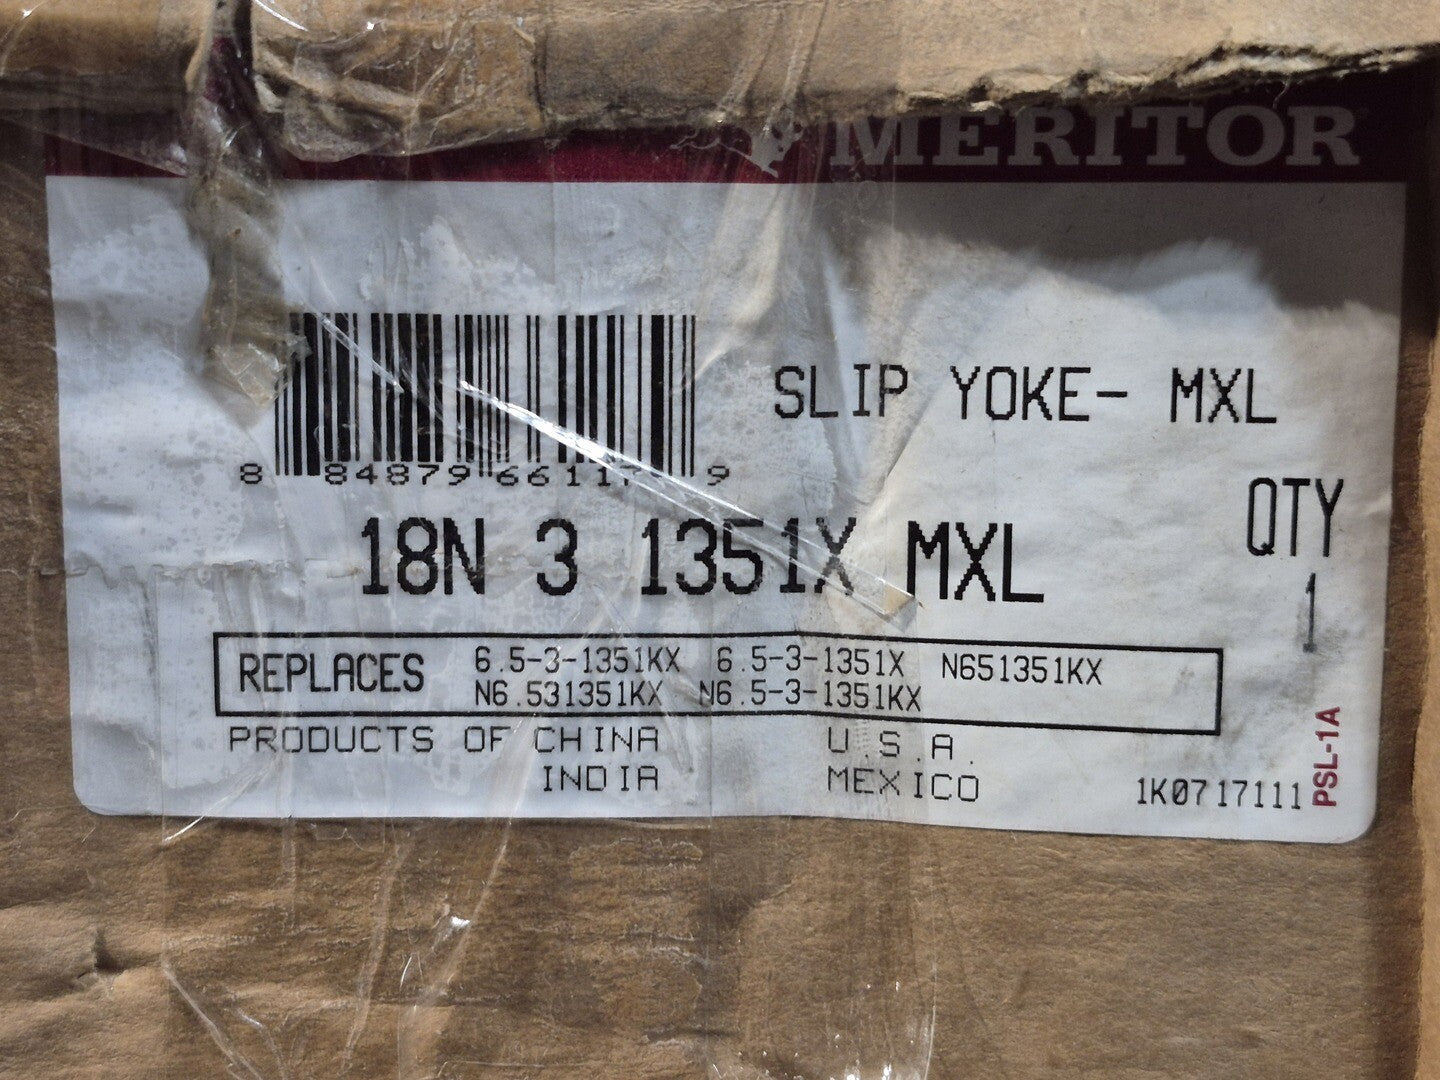 MERITOR
SLIP YOKE- MXL
8 84879 6611 9
QTY
1
18N 3 1351X MXL
REPLACES 6.5-3-1351KX 6.5-3-1351X N651351KX
N6.531351KX N6.5-3-1351KX
PRODUCTS OF CHINA U.S.A.
INDIA MEXICO
1K0717111
PSL-1A